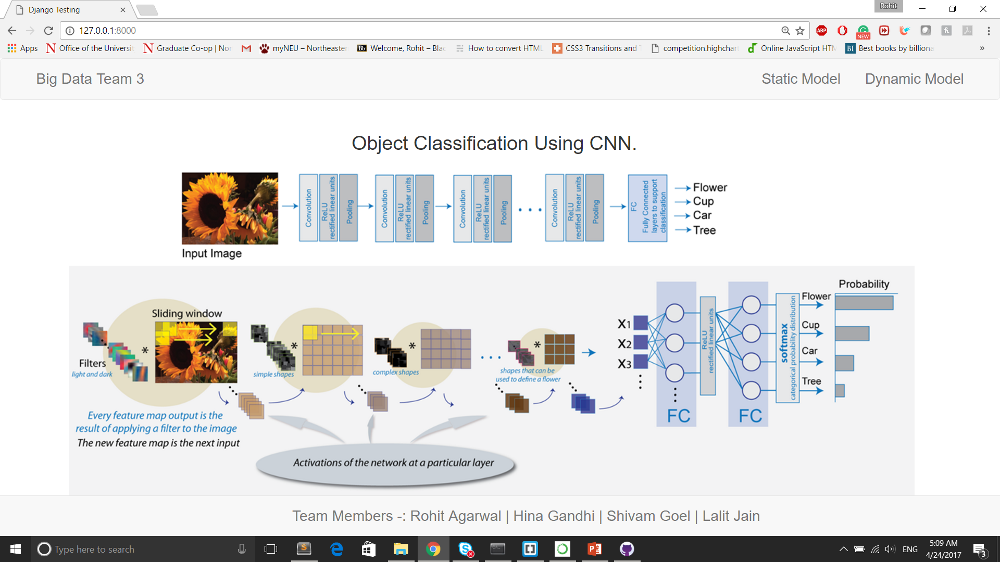 Django Testing
Rohit
127.0.0.1:8000
ABP
NEW
Apps
Office of the Universit
Graduate Co-op | Nor
myNEU – Northeaster
Bb Welcome, Rohit – Blac
How to convert HTML
CSS3 Transitions and T
competition.highchar
Online JavaScript HTM
BI Best books by billiona
»
Big Data Team 3
Static Model
Dynamic Model
Object Classification Using CNN.
Convolution
ReLU
rectified linear units
Pooling
Convolution
ReLU
rectified linear units
Pooling
Convolution
ReLU
rectified linear units
Pooling
Convolution
ReLU
rectified linear units
Pooling
FC
Fully Connected
layers to support
classification
Flower
Cup
Car
Tree
Input Image
Sliding window
Filters
light and dark
*
simple shapes
*
complex shapes
*
shapes that can be
used to define a flower
*
X1
X2
X3
FC
ReLU
rectified linear units
FC
softmax
categorical probability distribution
Probability
Flower
Cup
Car
Tree
Every feature map output is the
result of applying a filter to the image
The new feature map is the next input
Activations of the network at a particular layer
Team Members -: Rohit Agarwal | Hina Gandhi | Shivam Goel | Lalit Jain
Type here to search
ENG
5:09 AM
4/24/2017
3